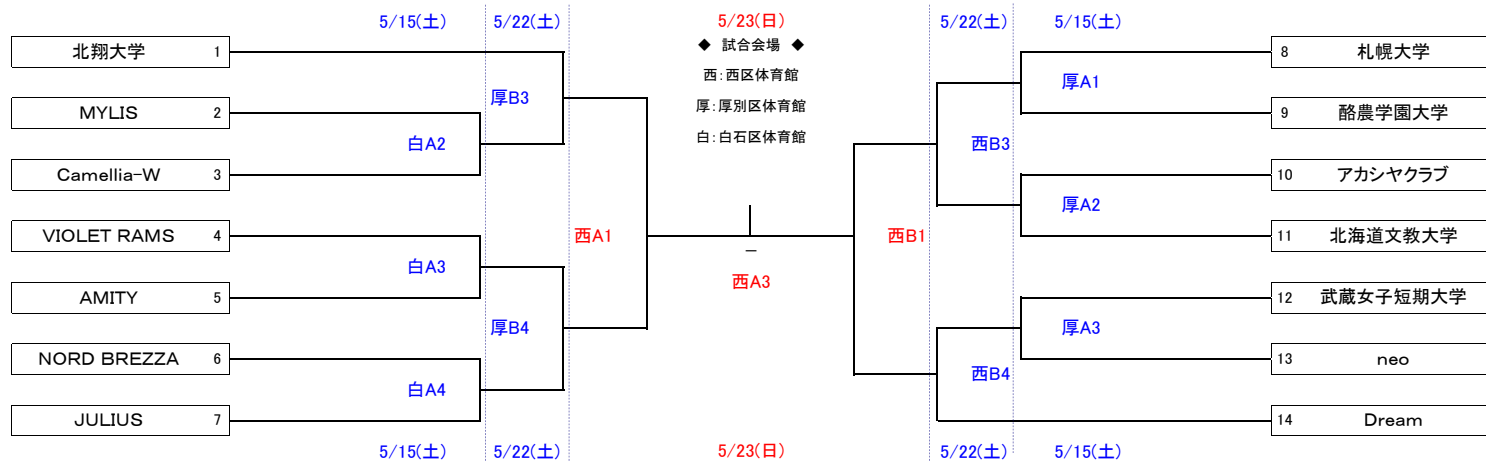 5/15(土) 5/22(土) 5/23(日) 5/22(土) 5/15(土)
◆ 試合会場 ◆
西:西区体育館
厚:厚別区体育館
白:白石区体育館
北翔大学 1
MYLIS 2
Camellia-W 3
VIOLET RAMS 4
AMITY 5
NORD BREZZA 6
JULIUS 7
白A2
白A3
白A4
厚B3
厚B4
西A1
西A3
西B1
西B3
西B4
厚A1
厚A2
厚A3
8 札幌大学
9 酪農学園大学
10 アカシヤクラブ
11 北海道文教大学
12 武蔵女子短期大学
13 neo
14 Dream
5/15(土) 5/22(土) 5/23(日) 5/22(土) 5/15(土)